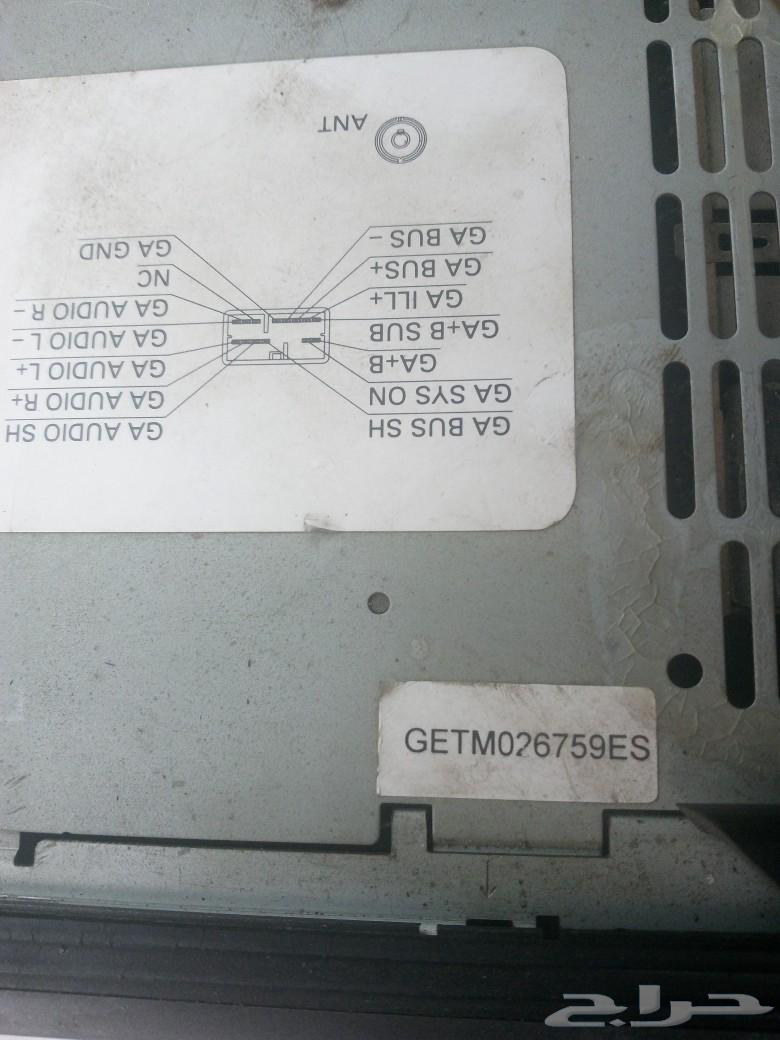 GA BUS SH
GA SYS ON
GA+B
GA+B SUB
GA ILL+
GA BUS+
GA BUS -
GA AUDIO SH
GA AUDIO R+
GA AUDIO L+
GA AUDIO L -
GA AUDIO R -
NC
GA GND
ANT
GETM026759ES
حراج